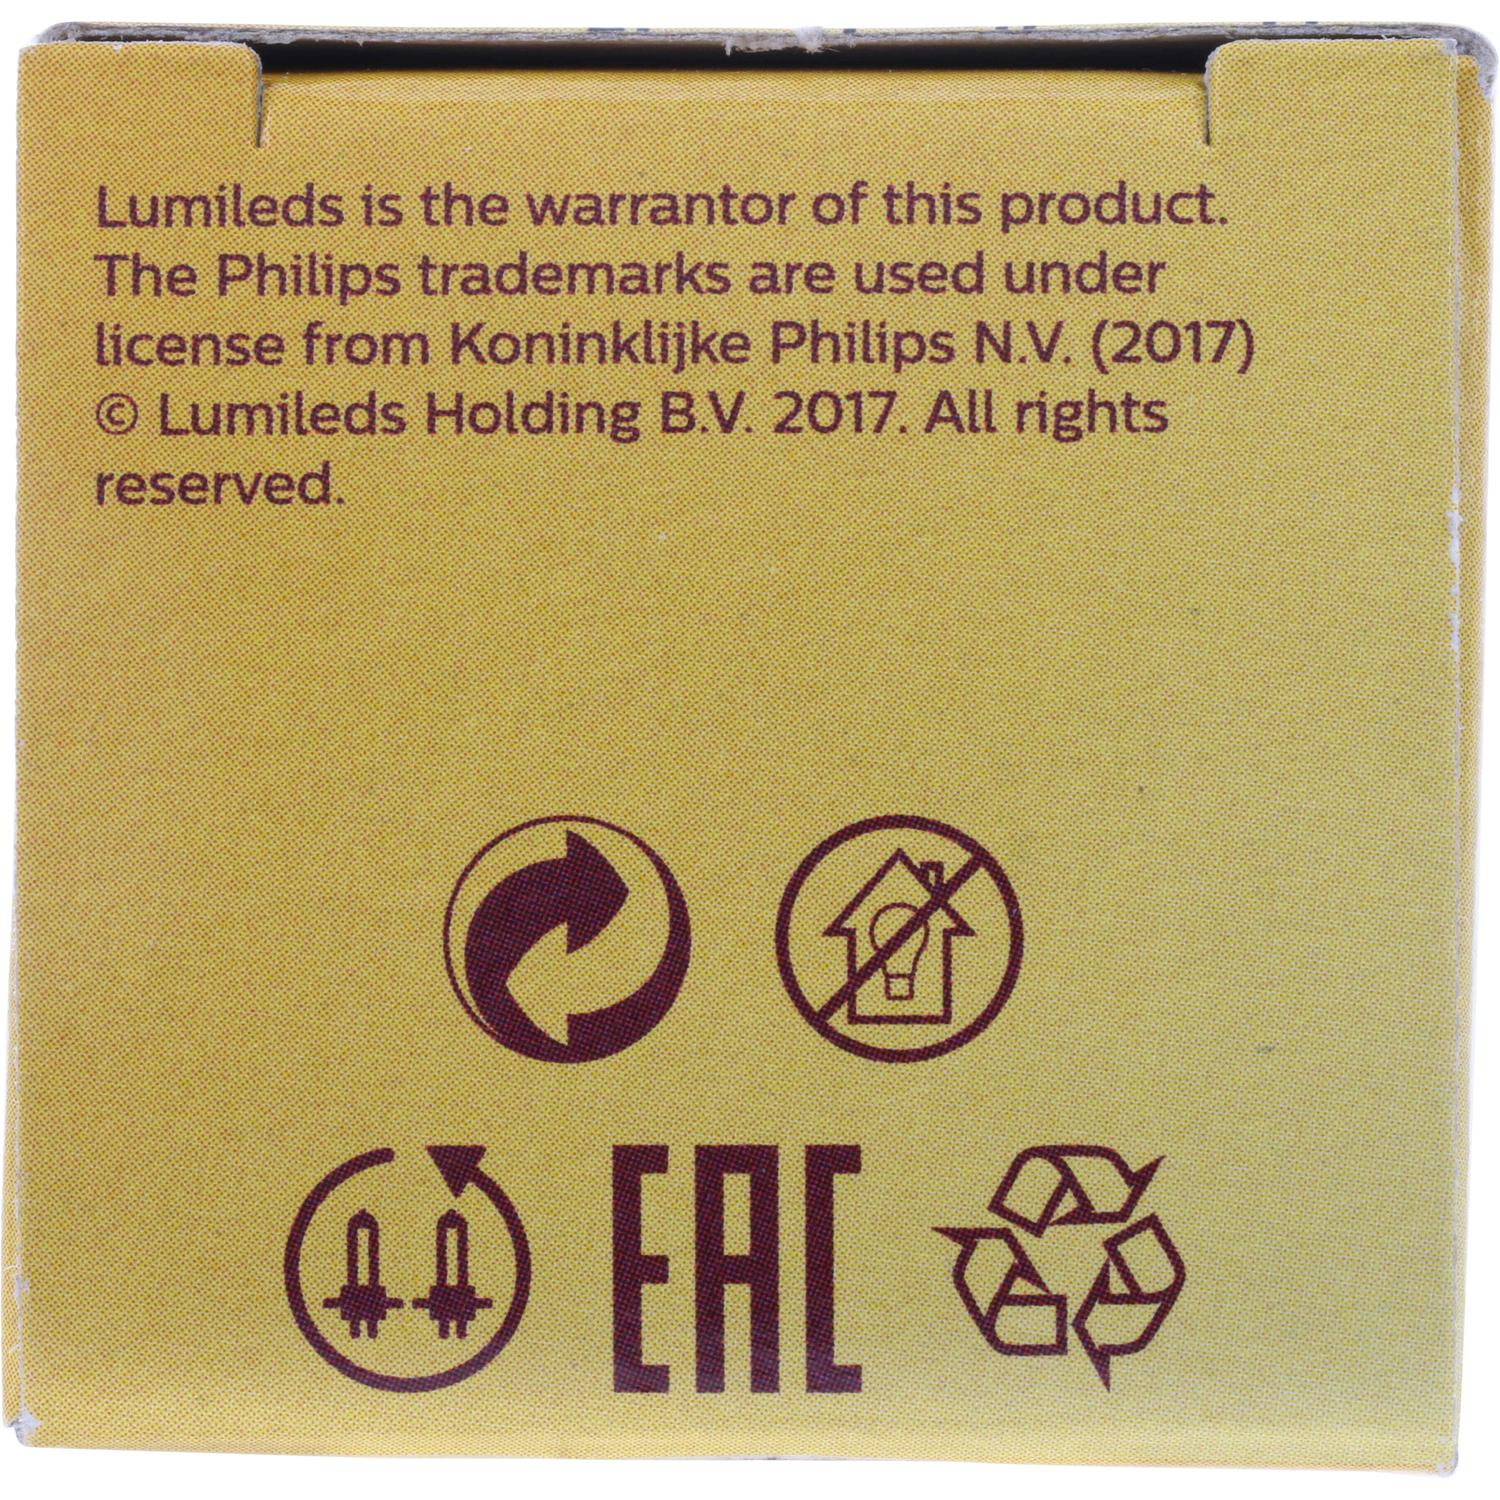 Lumileds is the warrantor of this product.
The Philips trademarks are used under
license from Koninklijke Philips N.V. (2017)
© Lumileds Holding B.V. 2017. All rights
reserved.
EAC